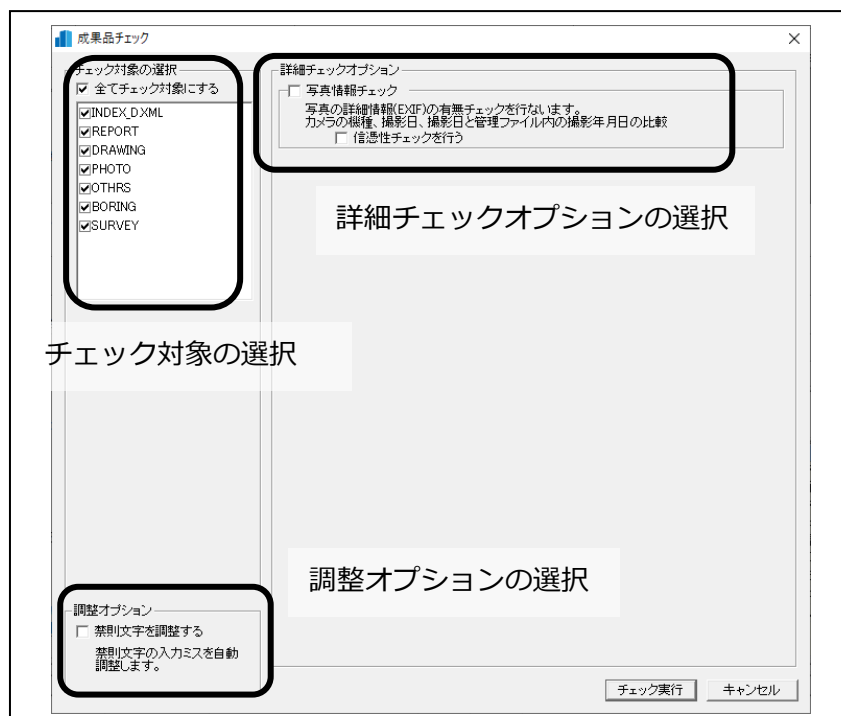 成果品チェック
チェック対象の選択
全てチェック対象にする
INDEX_D.XML
REPORT
DRAWING
PHOTO
OTHRS
BORING
SURVEY
チェック対象の選択
詳細チェックオプション
写真情報チェック
写真の詳細情報(EXIF)の有無チェックを行ないます。
カメラの機種、撮影日、撮影日と管理ファイル内の撮影年月日の比較
信憑性チェックを行う
詳細チェックオプションの選択
調整オプションの選択
調整オプション
禁則文字を調整する
禁則文字の入力ミスを自動
調整します。
チェック実行
キャンセル